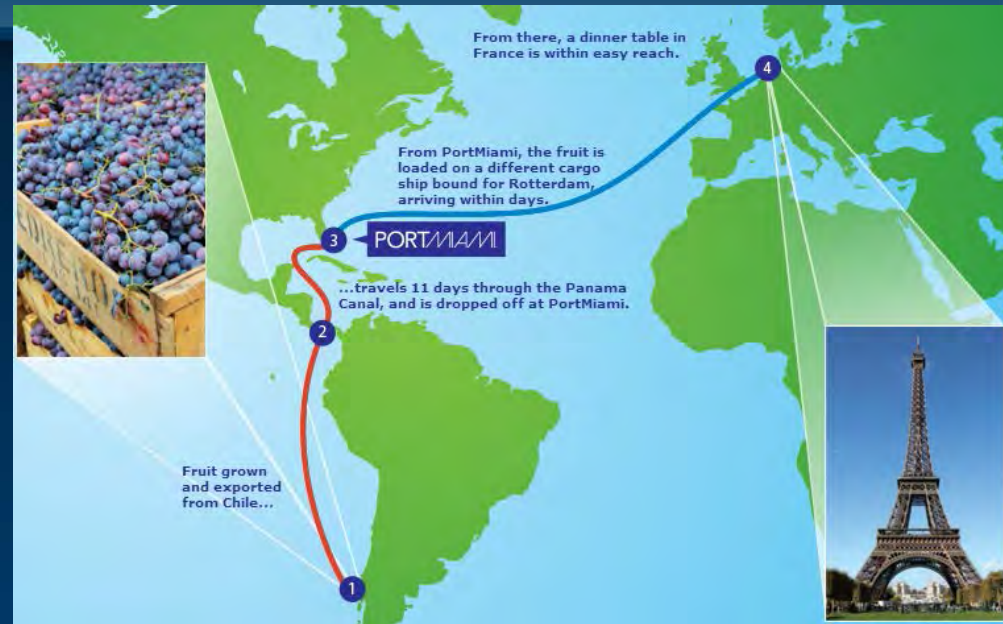 From there, a dinner table in
France is within easy reach.
4
From PortMiami, the fruit is
loaded on a different cargo
ship bound for Rotterdam,
arriving within days.
3
PORTMIAMI
...travels 11 days through the Panama
Canal, and is dropped off at PortMiami.
2
Fruit grown
and exported
from Chile...
1